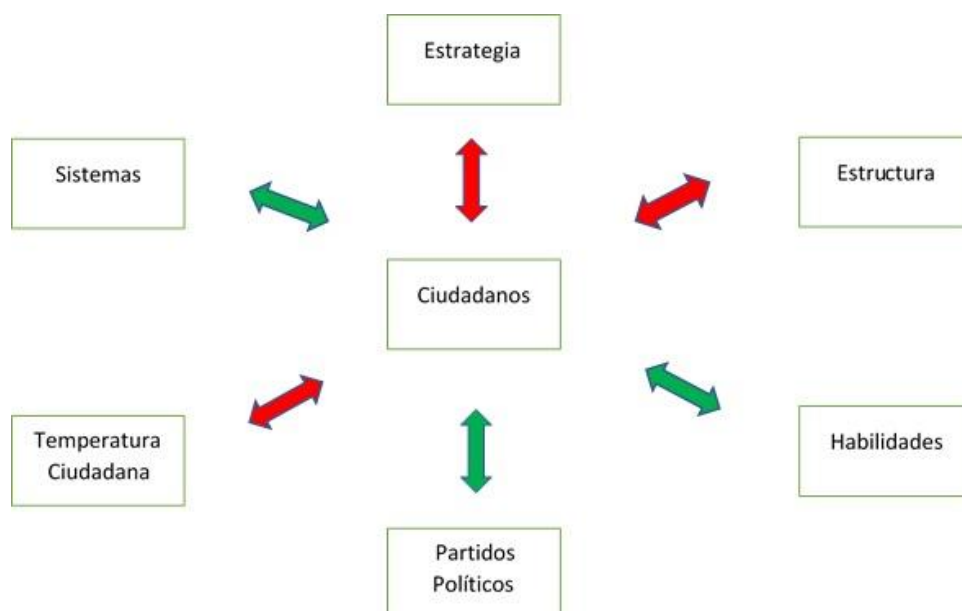 Estrategia
Sistemas
Estructura
Ciudadanos
Temperatura
Ciudadana
Habilidades
Partidos
Políticos